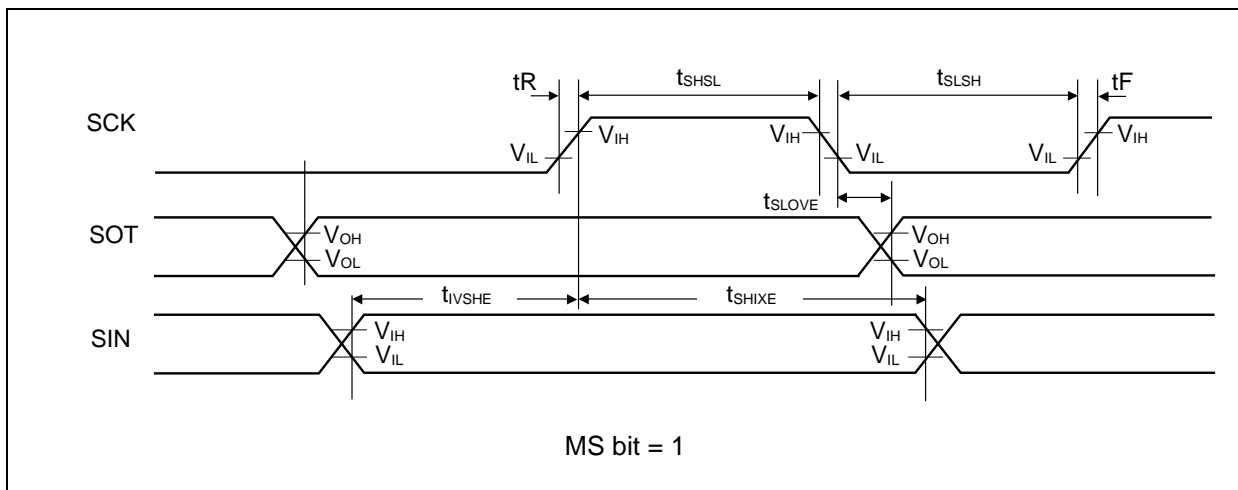 tR
tSHSL
tSLSH
tF
SCK
VIH
VIH
VIH
VIL
VIL
VIL
tSLOVE
SOT
VOH
VOH
VOL
VOL
tIVSHE
tSHIXE
SIN
VIH
VIH
VIL
VIL
MS bit = 1